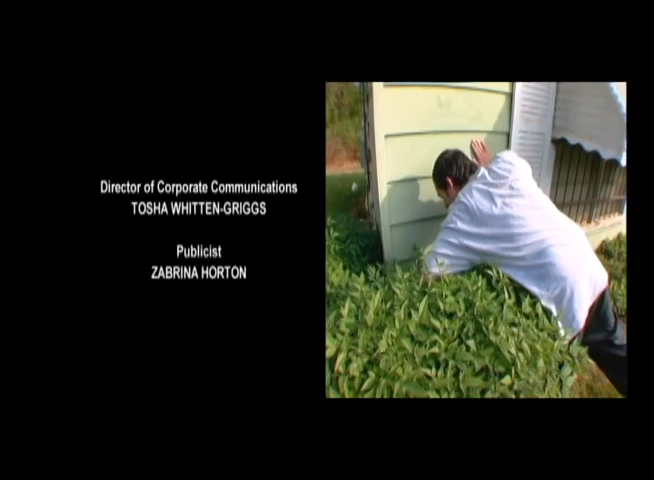 Director of Corporate Communications
TOSHA WHITTEN-GRIGGS
Publicist
ZABRINA HORTON